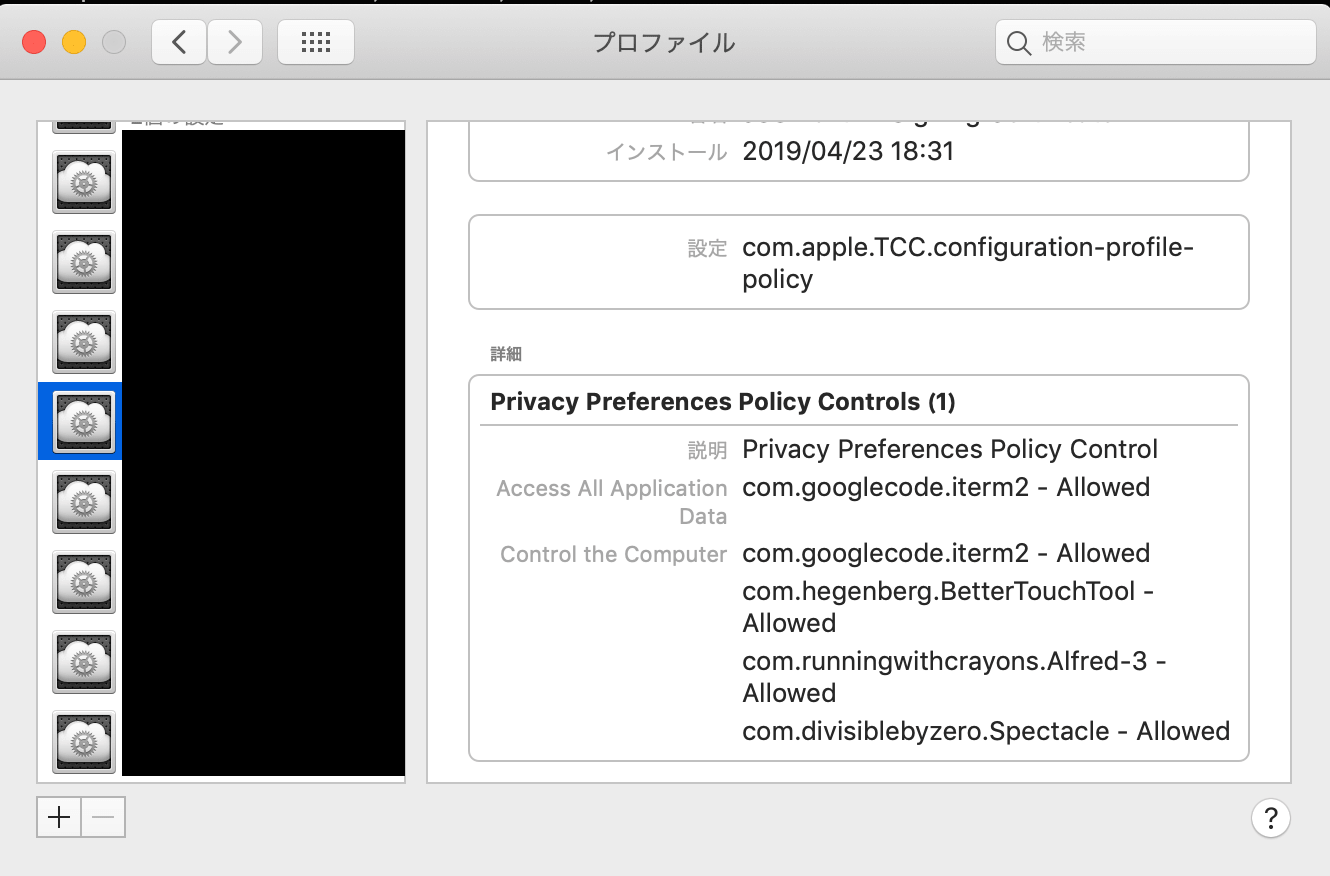 プロファイル
検索
インストール 2019/04/23 18:31
設定 com.apple.TCC.configuration-profile-
policy
詳細
Privacy Preferences Policy Controls (1)
説明 Privacy Preferences Policy Control
Access All Application com.googlecode.iterm2 - Allowed
Data
Control the Computer com.googlecode.iterm2 - Allowed
com.hegenberg.BetterTouchTool -
Allowed
com.runningwithcrayons.Alfred-3 -
Allowed
com.divisiblebyzero.Spectacle - Allowed
?